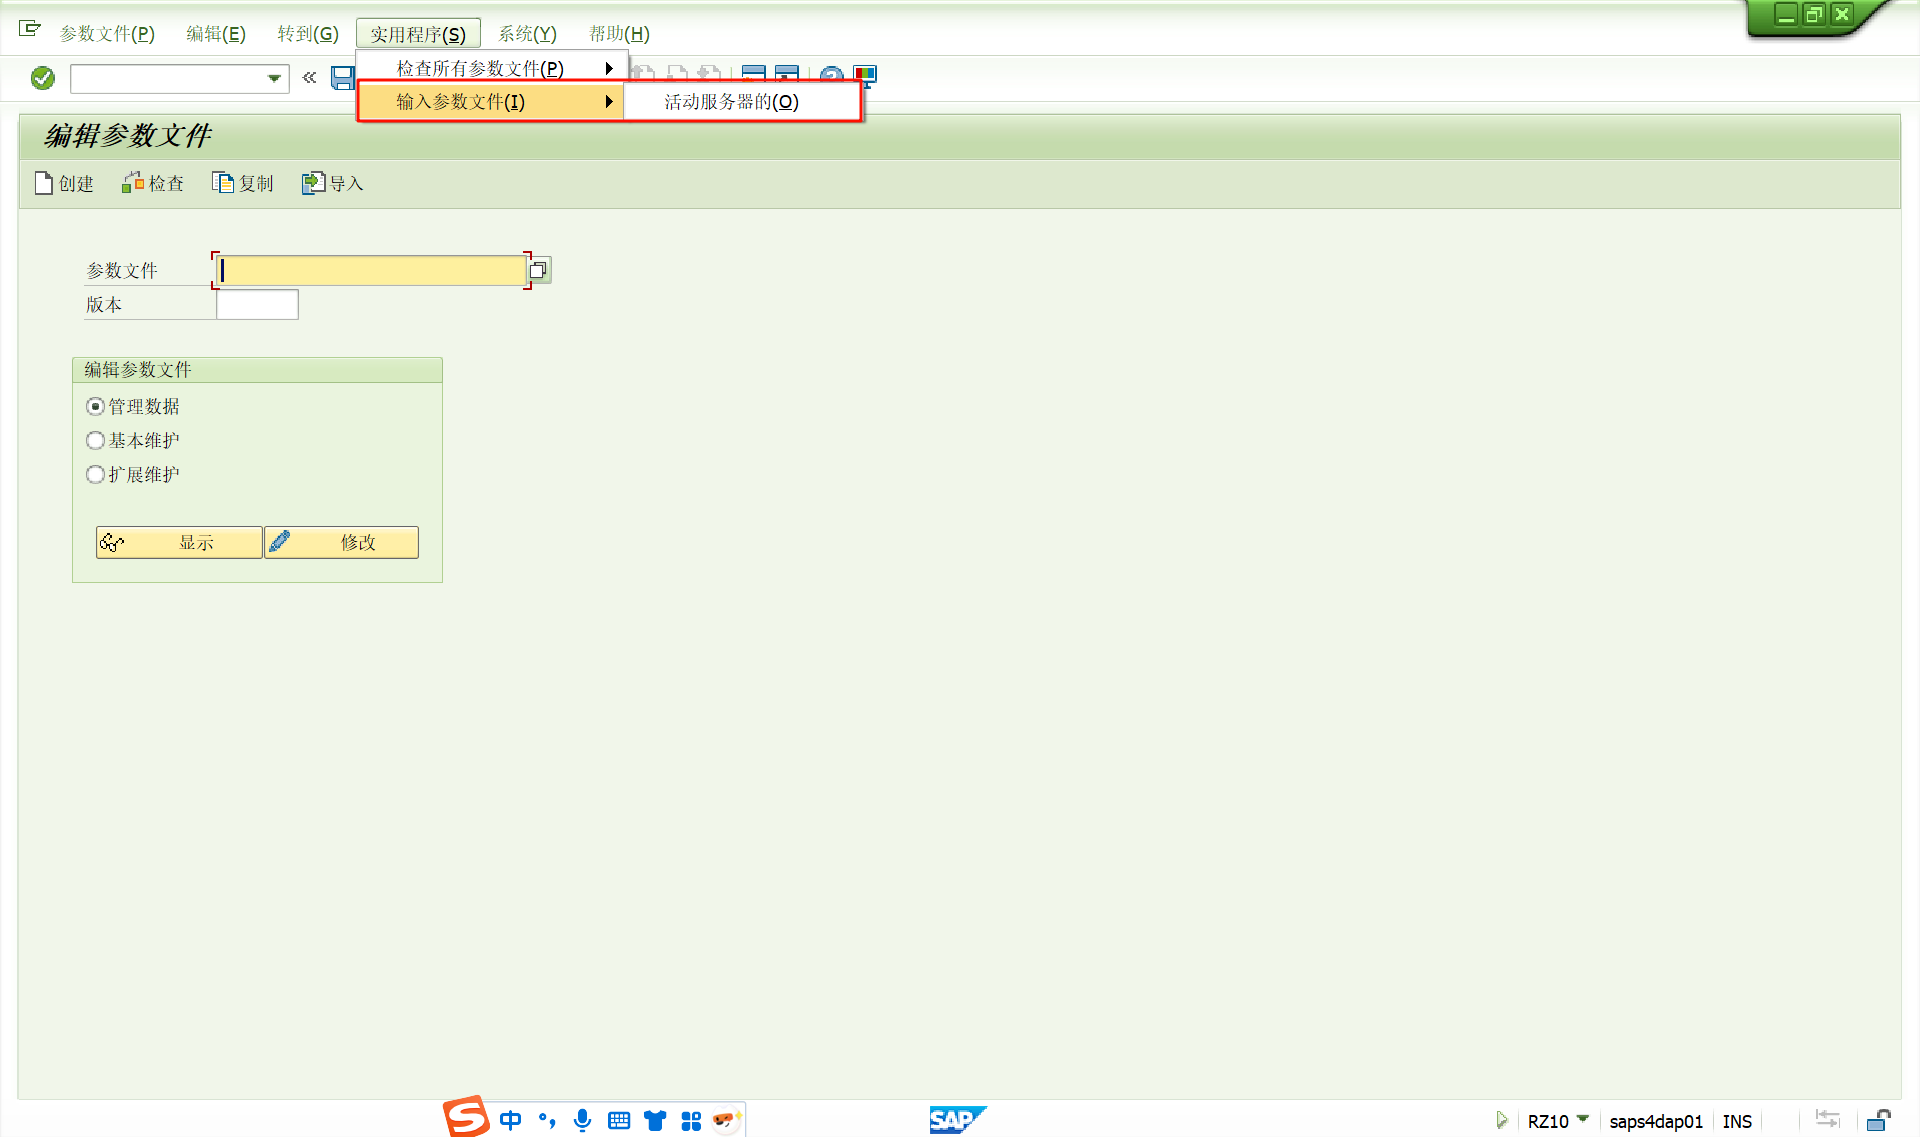 参数文件(P) 编辑(E) 转到(G) 实用程序(S) 系统(Y) 帮助(H)
检查所有参数文件(P)
输入参数文件(I) 活动服务器的(O)
编辑参数文件
创建 检查 复制 导入
参数文件
版本
编辑参数文件
管理数据
基本维护
扩展维护
显示 修改
中 SAP RZ10 saps4dap01 INS